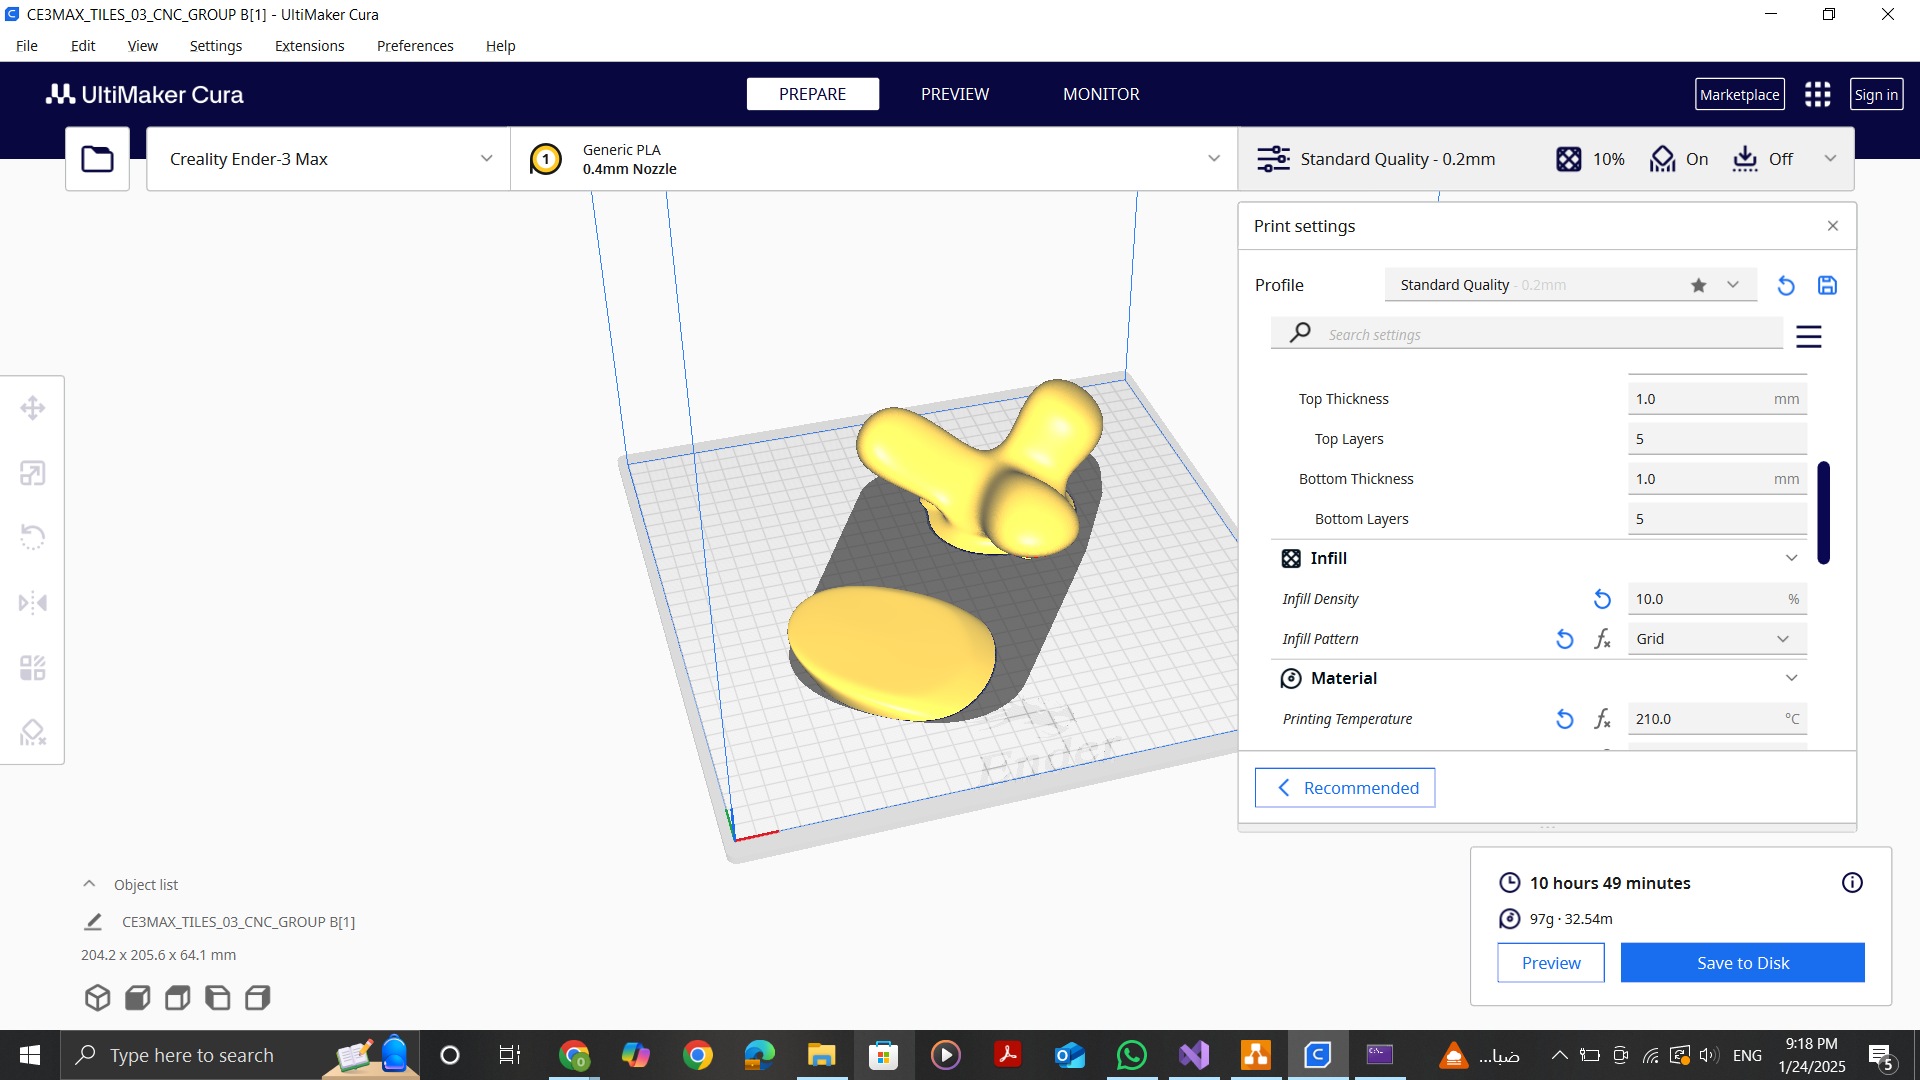 CE3MAX_TILES_03_CNC_GROUP B[1] - UltiMaker Cura
File Edit View Settings Extensions Preferences Help
UltiMaker Cura
PREPARE PREVIEW MONITOR
Marketplace
Sign in
Creality Ender-3 Max
1
Generic PLA
0.4mm Nozzle
Standard Quality - 0.2mm
10%
On
Off
Print settings
Profile
Standard Quality - 0.2mm
Search settings
Top Thickness 1.0 mm
Top Layers 5
Bottom Thickness 1.0 mm
Bottom Layers 5
Infill
Infill Density 10.0 %
Infill Pattern Grid
Material
Printing Temperature 210.0 °C
Recommended
Ender
Object list
CE3MAX_TILES_03_CNC_GROUP B[1]
204.2 x 205.6 x 64.1 mm
10 hours 49 minutes
97g · 32.54m
Preview
Save to Disk
Type here to search
ضبا...
ENG
9:18 PM
1/24/2025
5